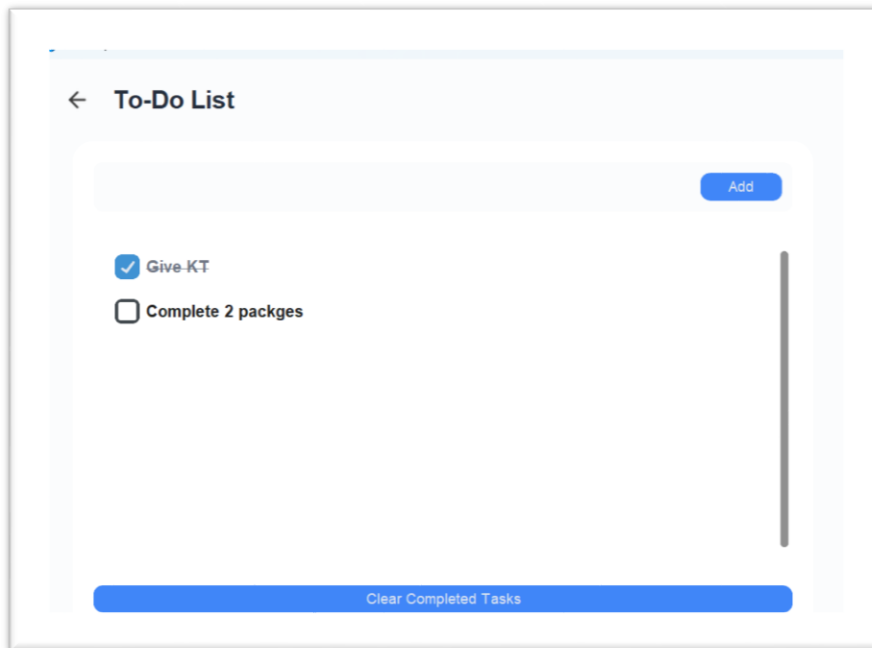 To-Do List
Add
Give KT
Complete 2 packges
Clear Completed Tasks